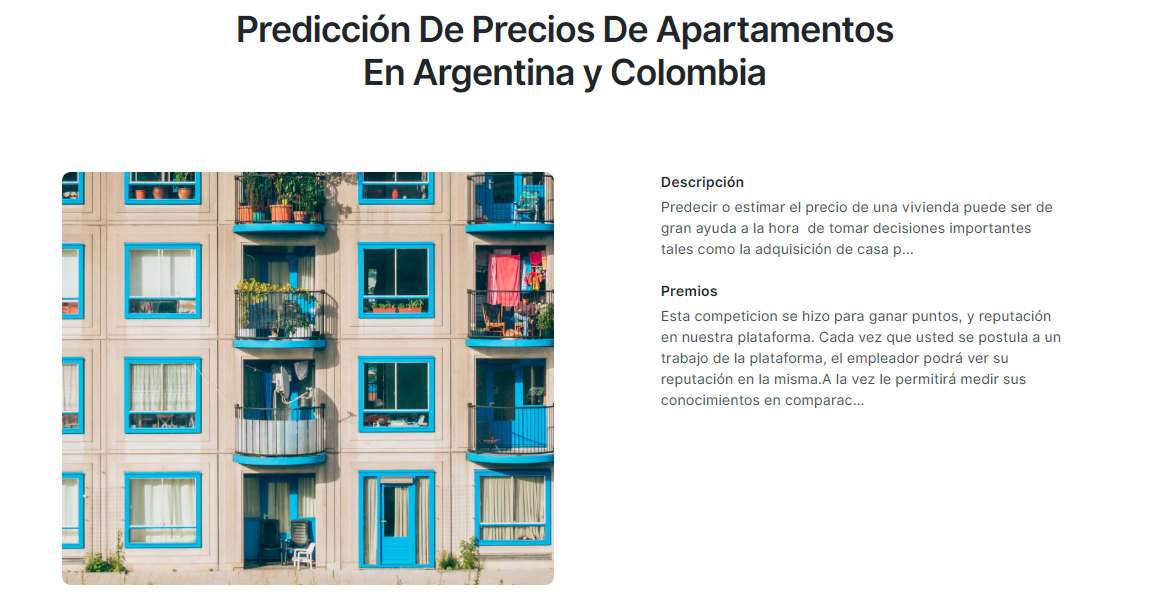 Predicción De Precios De Apartamentos
En Argentina y Colombia
Descripción
Predecir o estimar el precio de una vivienda puede ser de
gran ayuda a la hora  de tomar decisiones importantes
tales como la adquisición de casa p...
Premios
Esta competicion se hizo para ganar puntos, y reputación
en nuestra plataforma. Cada vez que usted se postula a un
trabajo de la plataforma, el empleador podrá ver su
reputación en la misma.A la vez le permitirá medir sus
conocimientos en comparac...